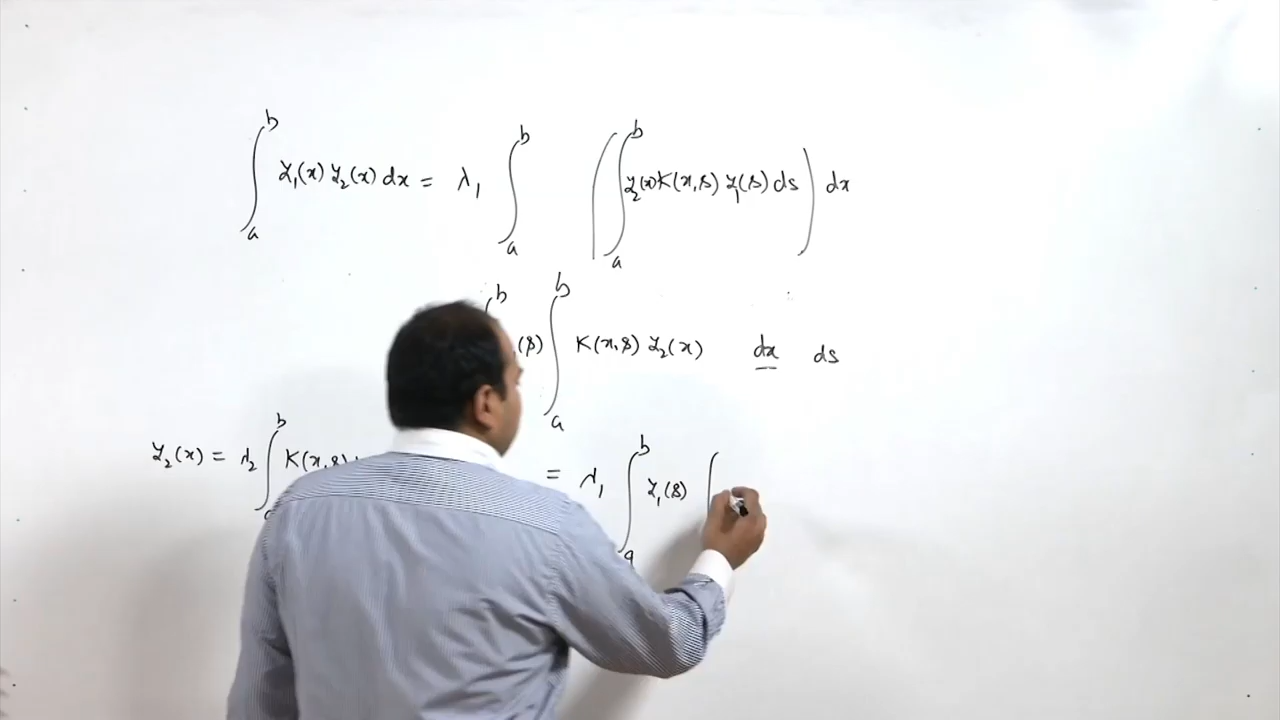 ∫_a^b y₁(x) y₂(x) dx = λ₁ ∫_a^b ( ∫_a^b y₂(x) K(x,s) y₁(s) ds ) dx
∫^b (s) ∫_a^b K(x,s) y₂(x) dx ds
y₂(x) = λ₂ ∫^b K(x,s)
= λ₁ ∫_a^b y₁(s) ∫